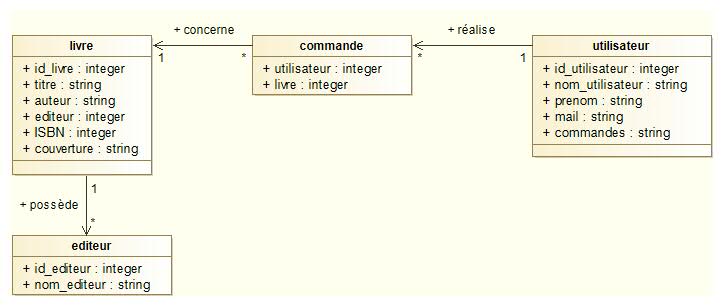 + concerne
+ réalise
livre
commande
utilisateur
1
*
*
1
+ id_livre : integer
+ titre : string
+ auteur : string
+ editeur : integer
+ ISBN : integer
+ couverture : string
+ utilisateur : integer
+ livre : integer
+ id_utilisateur : integer
+ nom_utilisateur : string
+ prenom : string
+ mail : string
+ commandes : string
1
+ possède
*
editeur
+ id_editeur : integer
+ nom_editeur : string